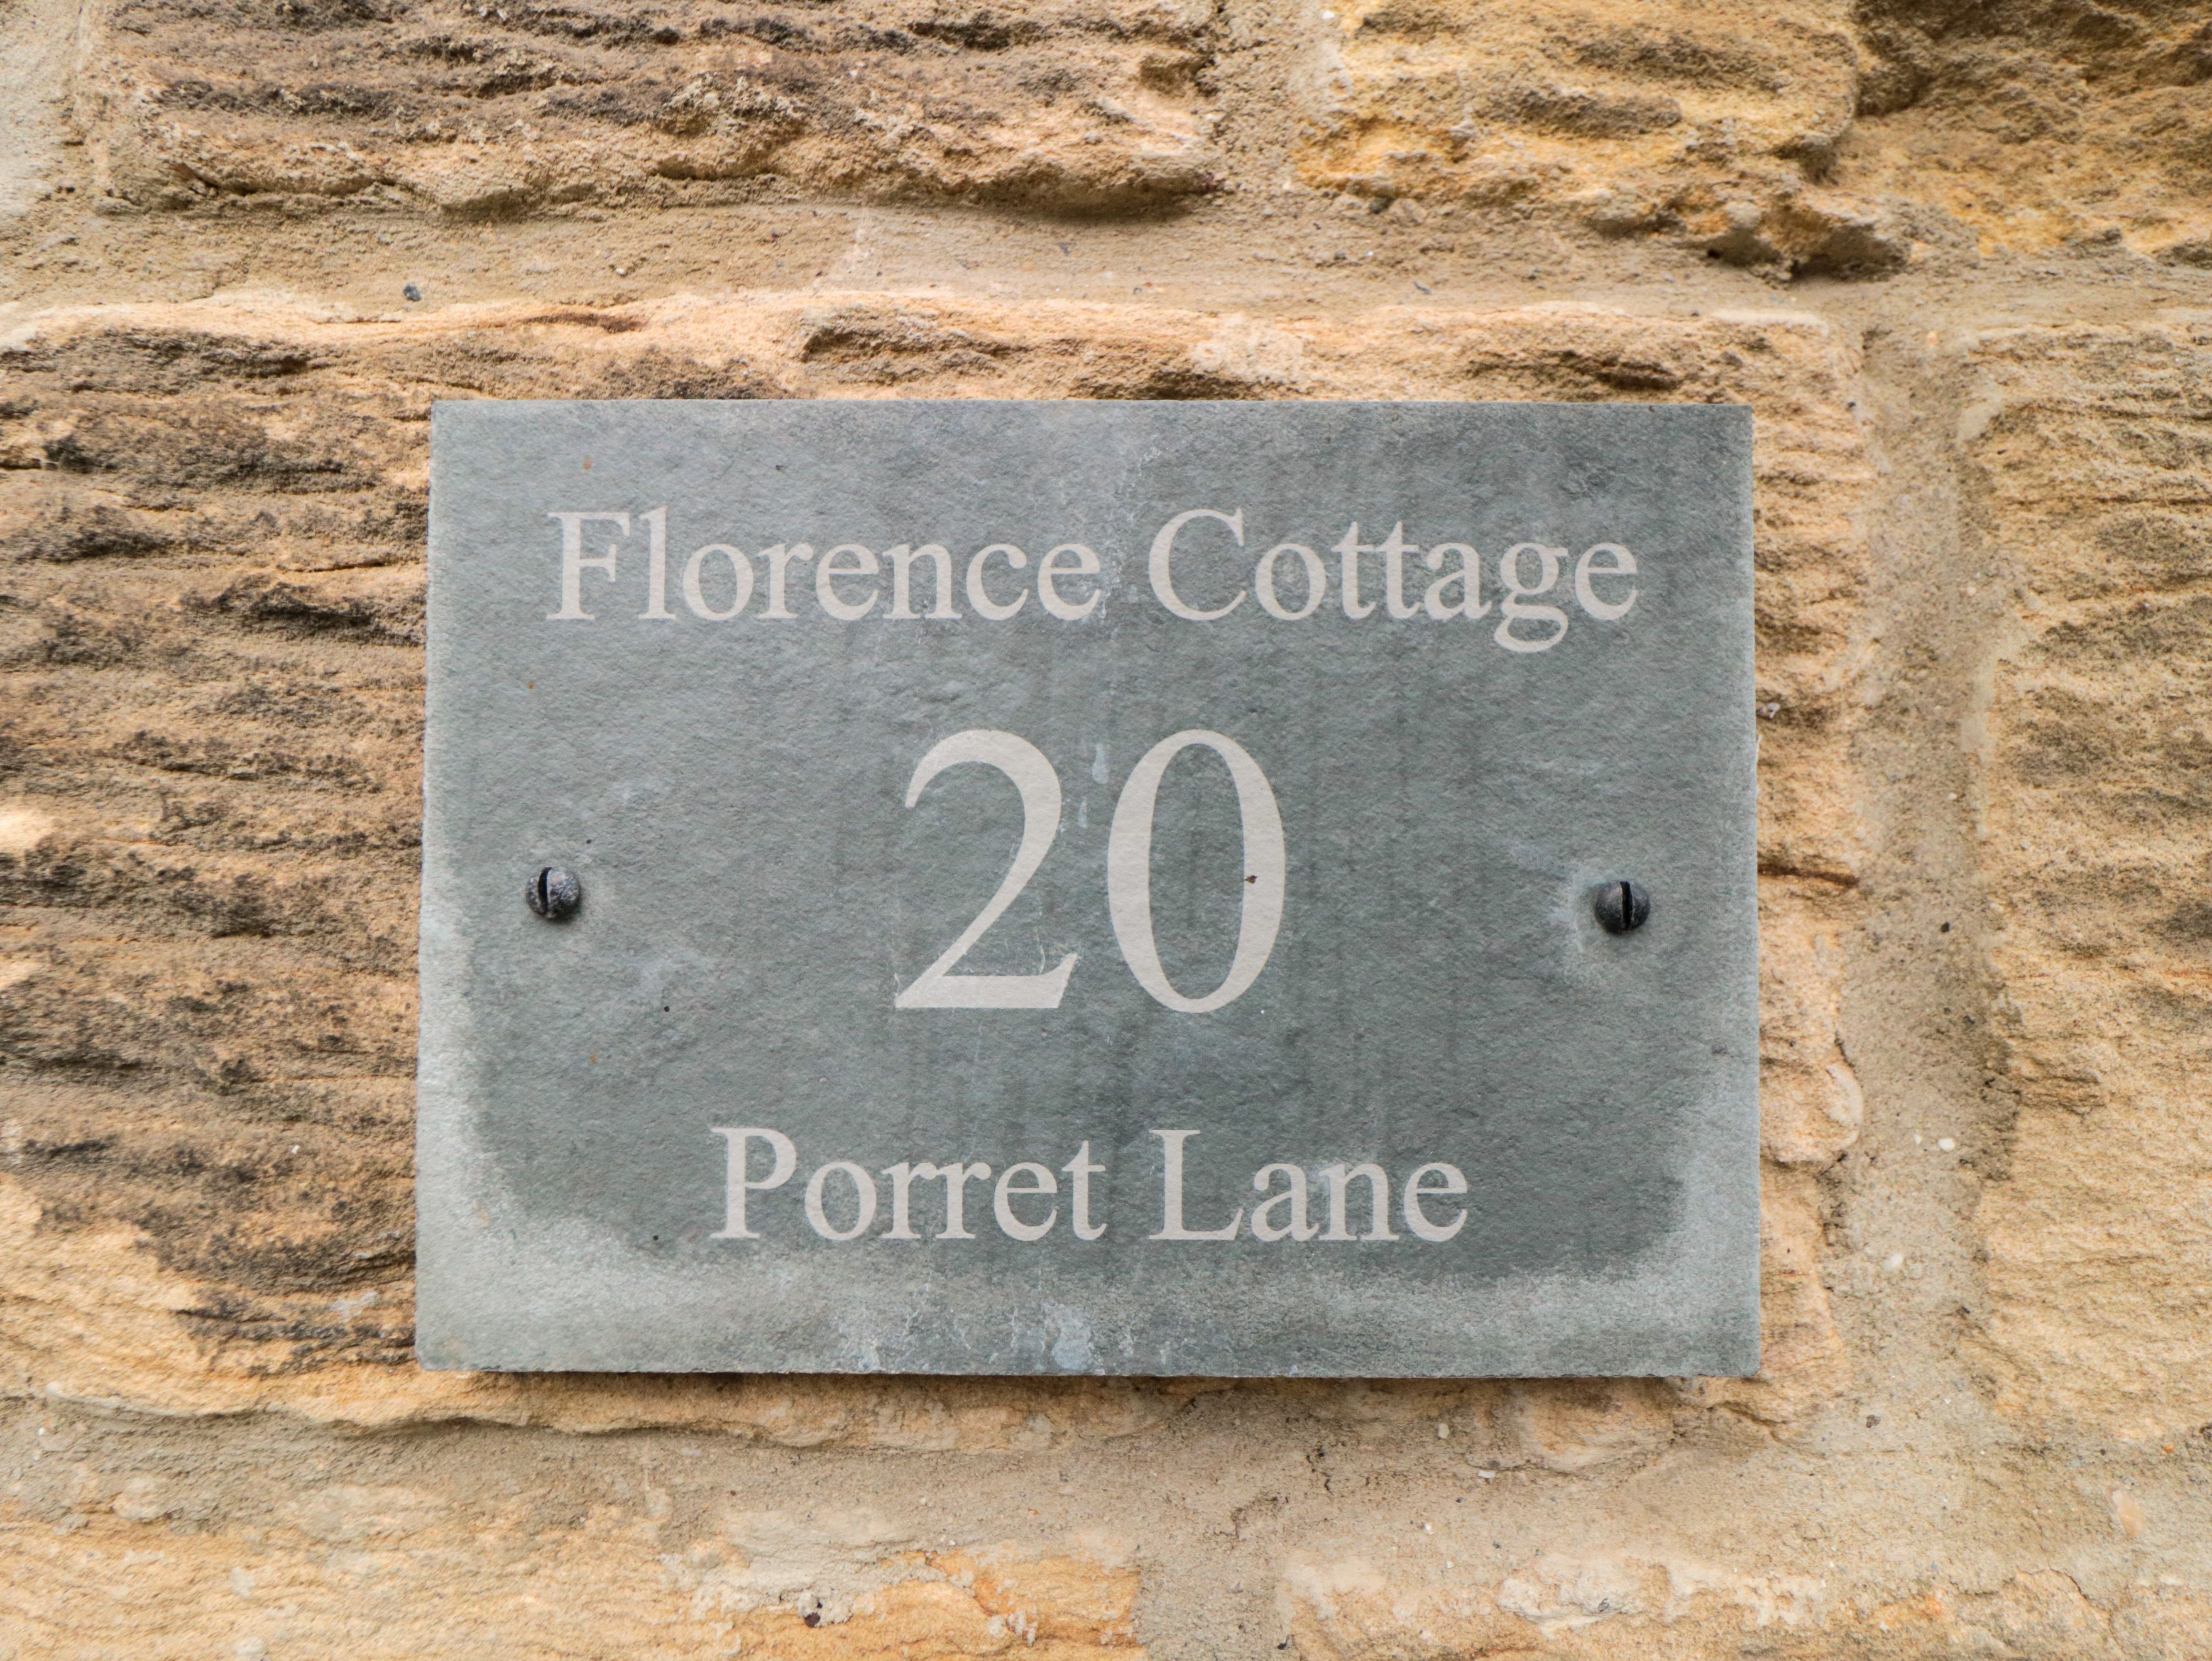 Florence Cottage
20
Porret Lane